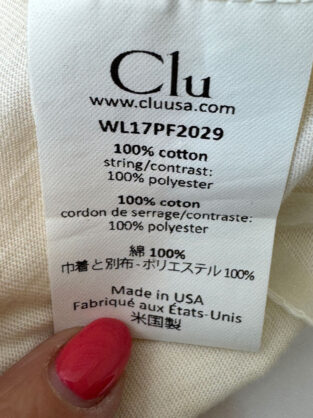 Clu
www.cluusa.com
WL17PF2029
100% cotton
string/contrast:
100% polyester
100% coton
cordon de serrage/contraste:
100% polyester
綿 100%
巾着と別布 - ポリエステル 100%
Made in USA
Fabriqué aux États-Unis
米国製